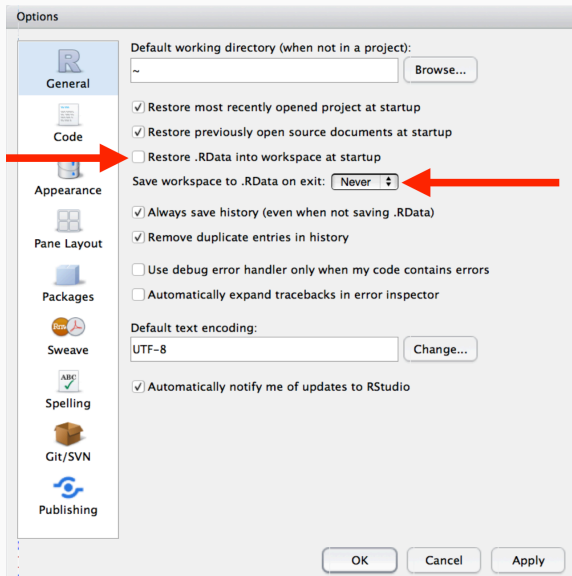 Options
General
Code
Appearance
Pane Layout
Packages
Sweave
Spelling
Git/SVN
Publishing
Default working directory (when not in a project):
~
Browse...
Restore most recently opened project at startup
Restore previously open source documents at startup
Restore .RData into workspace at startup
Save workspace to .RData on exit: Never
Always save history (even when not saving .RData)
Remove duplicate entries in history
Use debug error handler only when my code contains errors
Automatically expand tracebacks in error inspector
Default text encoding:
UTF-8
Change...
Automatically notify me of updates to RStudio
OK
Cancel
Apply
R
ABC